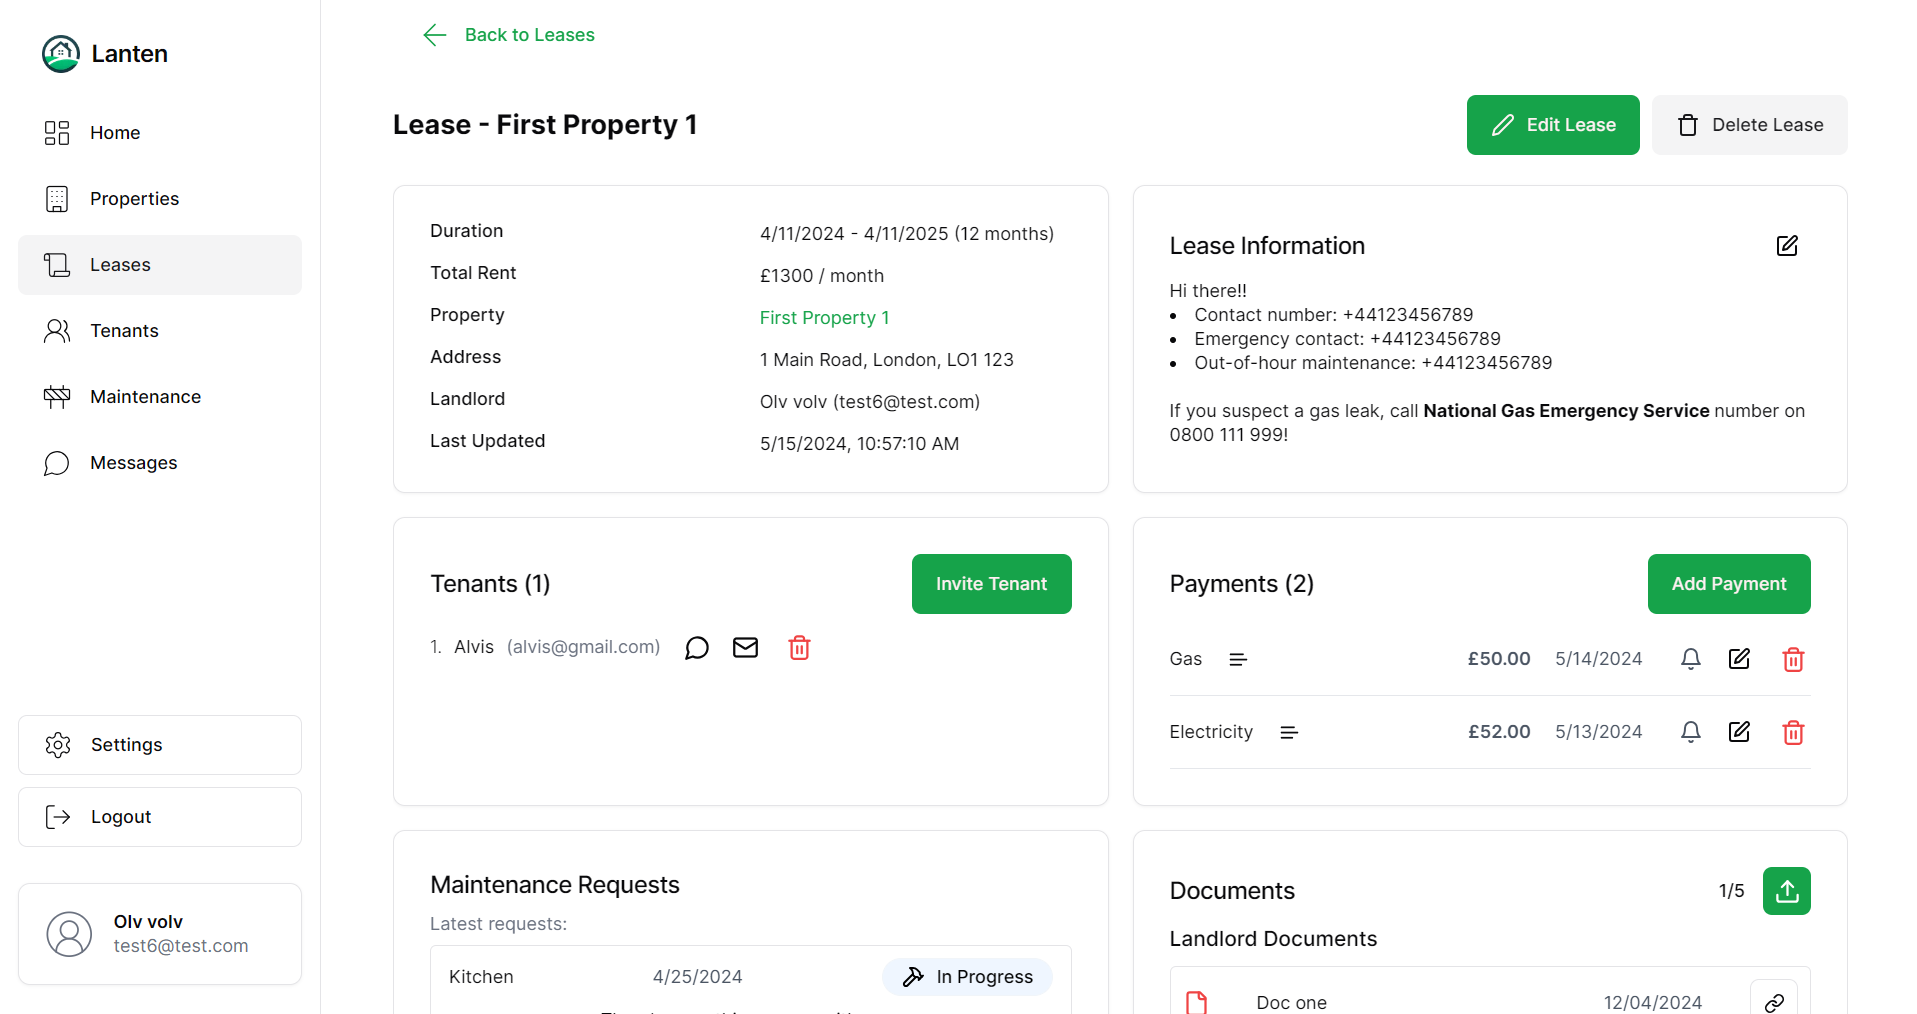 Lanten
Home
Properties
Leases
Tenants
Maintenance
Messages
Settings
Logout
Olv volv
test6@test.com
Back to Leases
Lease - First Property 1
Edit Lease
Delete Lease
Duration 4/11/2024 - 4/11/2025 (12 months)
Total Rent £1300 / month
Property First Property 1
Address 1 Main Road, London, LO1 123
Landlord Olv volv (test6@test.com)
Last Updated 5/15/2024, 10:57:10 AM
Lease Information
Hi there!!
• Contact number: +44123456789
• Emergency contact: +44123456789
• Out-of-hour maintenance: +44123456789
If you suspect a gas leak, call National Gas Emergency Service number on
0800 111 999!
Tenants (1)
Invite Tenant
1. Alvis (alvis@gmail.com)
Payments (2)
Add Payment
Gas £50.00 5/14/2024
Electricity £52.00 5/13/2024
Maintenance Requests
Latest requests:
Kitchen 4/25/2024 In Progress
Documents 1/5
Landlord Documents
Doc one 12/04/2024